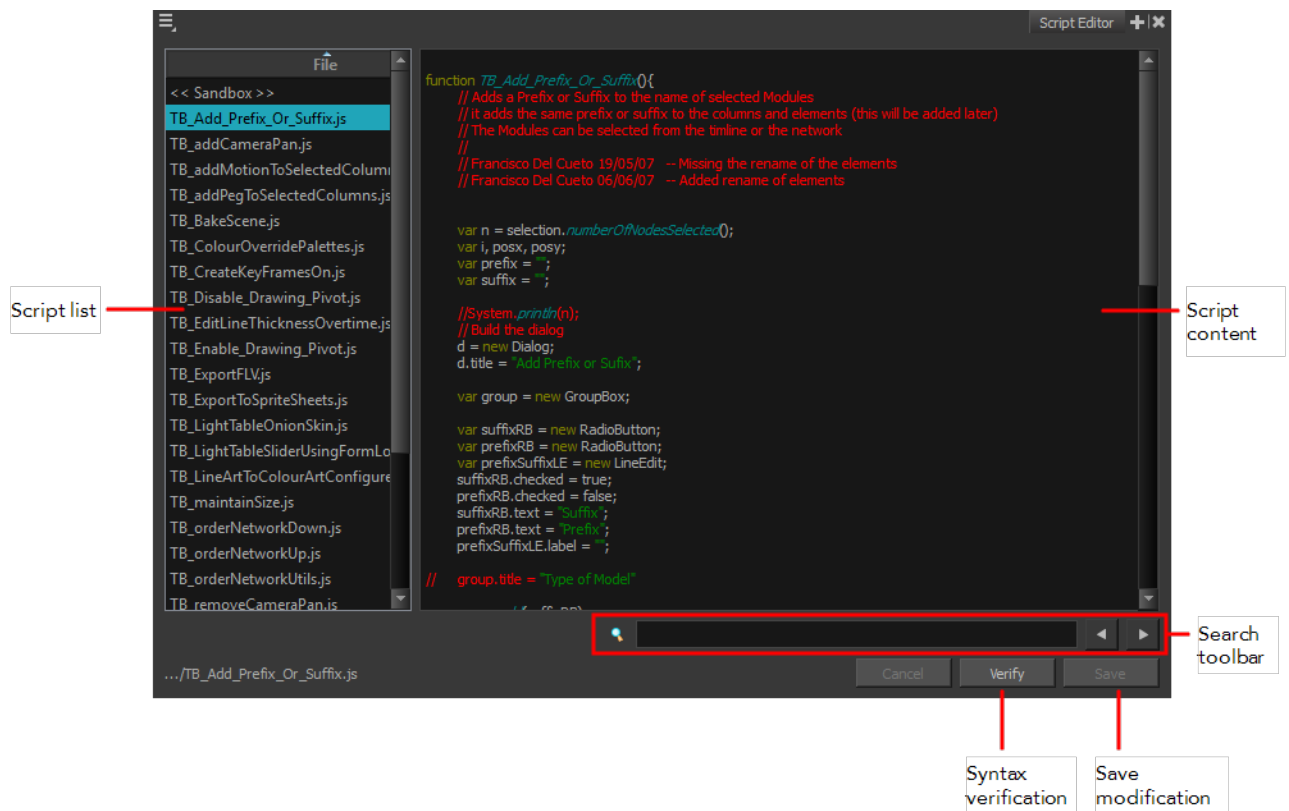 Script Editor
File
<< Sandbox >>
TB_Add_Prefix_Or_Suffix.js
TB_addCameraPan.js
TB_addMotionToSelectedColumn
TB_addPegToSelectedColumns.js
TB_BakeScene.js
TB_ColourOverridePalettes.js
TB_CreateKeyFramesOn.js
TB_Disable_Drawing_Pivot.js
TB_EditLineThicknessOvertime.js
TB_Enable_Drawing_Pivot.js
TB_ExportFLV.js
TB_ExportToSpriteSheets.js
TB_LightTableOnionSkin.js
TB_LightTableSliderUsingFormLo
TB_LineArtToColourArtConfigure
TB_maintainSize.js
TB_orderNetworkDown.js
TB_orderNetworkUp.js
TB_orderNetworkUtils.js
TB_removeCameraPan.js
function TB_Add_Prefix_Or_Suffix(){
// Adds a Prefix or Suffix to the name of selected Modules
// it adds the same prefix or suffix to the columns and elements (this will be added later)
// The Modules can be selected from the timline or the network
//
// Francisco Del Cueto 19/05/07 -- Missing the rename of the elements
// Francisco Del Cueto 06/06/07 -- Added rename of elements
var n = selection.numberOfNodesSelected();
var i, posx, posy;
var prefix = "";
var suffix = "";
//System.println(n);
// Build the dialog
d = new Dialog;
d.title = "Add Prefix or Sufix";
var group = new GroupBox;
var suffixRB = new RadioButton;
var prefixRB = new RadioButton;
var prefixSuffixLE = new LineEdit;
suffixRB.checked = true;
prefixRB.checked = false;
suffixRB.text = "Suffix";
prefixRB.text = "Prefix";
prefixSuffixLE.label = "";
// group.title = "Type of Model"
.../TB_Add_Prefix_Or_Suffix.js
Cancel
Verify
Save
Script list
Script
content
Search
toolbar
Syntax
verification
Save
modification